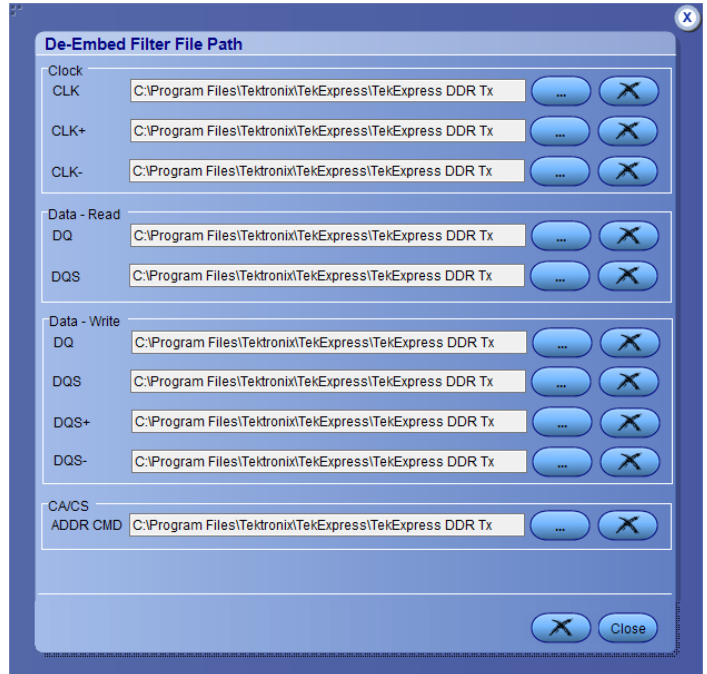 X
De-Embed Filter File Path
Clock
CLK C:\Program Files\Tektronix\TekExpress\TekExpress DDR Tx ...
CLK+ C:\Program Files\Tektronix\TekExpress\TekExpress DDR Tx ...
CLK- C:\Program Files\Tektronix\TekExpress\TekExpress DDR Tx ...
Data - Read
DQ C:\Program Files\Tektronix\TekExpress\TekExpress DDR Tx ...
DQS C:\Program Files\Tektronix\TekExpress\TekExpress DDR Tx ...
Data - Write
DQ C:\Program Files\Tektronix\TekExpress\TekExpress DDR Tx ...
DQS C:\Program Files\Tektronix\TekExpress\TekExpress DDR Tx ...
DQS+ C:\Program Files\Tektronix\TekExpress\TekExpress DDR Tx ...
DQS- C:\Program Files\Tektronix\TekExpress\TekExpress DDR Tx ...
CA/CS
ADDR CMD C:\Program Files\Tektronix\TekExpress\TekExpress DDR Tx ...
Close